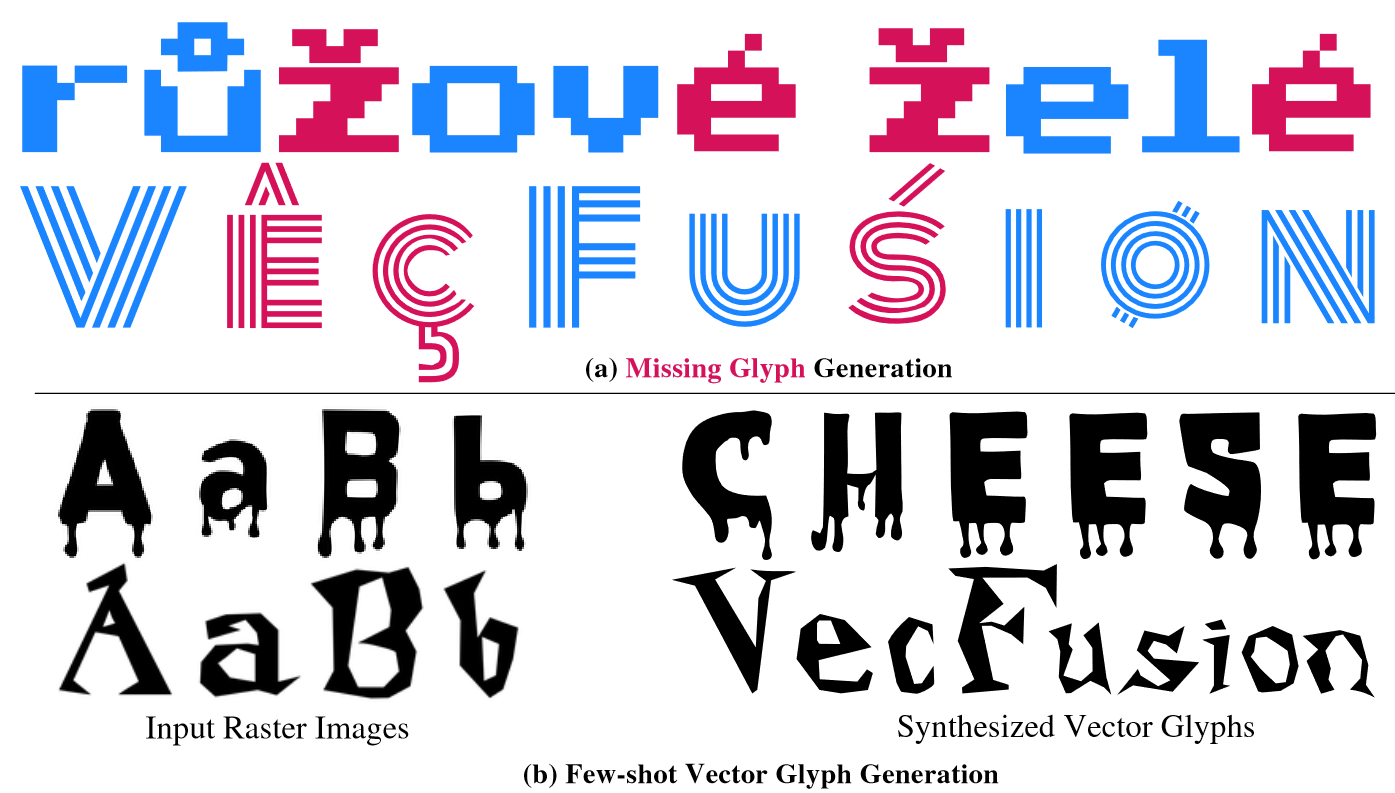 růžové želé
VÊÇFUŚIØN
(a) Missing Glyph Generation
AaBb CHEESE
AaBb VecFusion
Input Raster Images Synthesized Vector Glyphs
(b) Few-shot Vector Glyph Generation